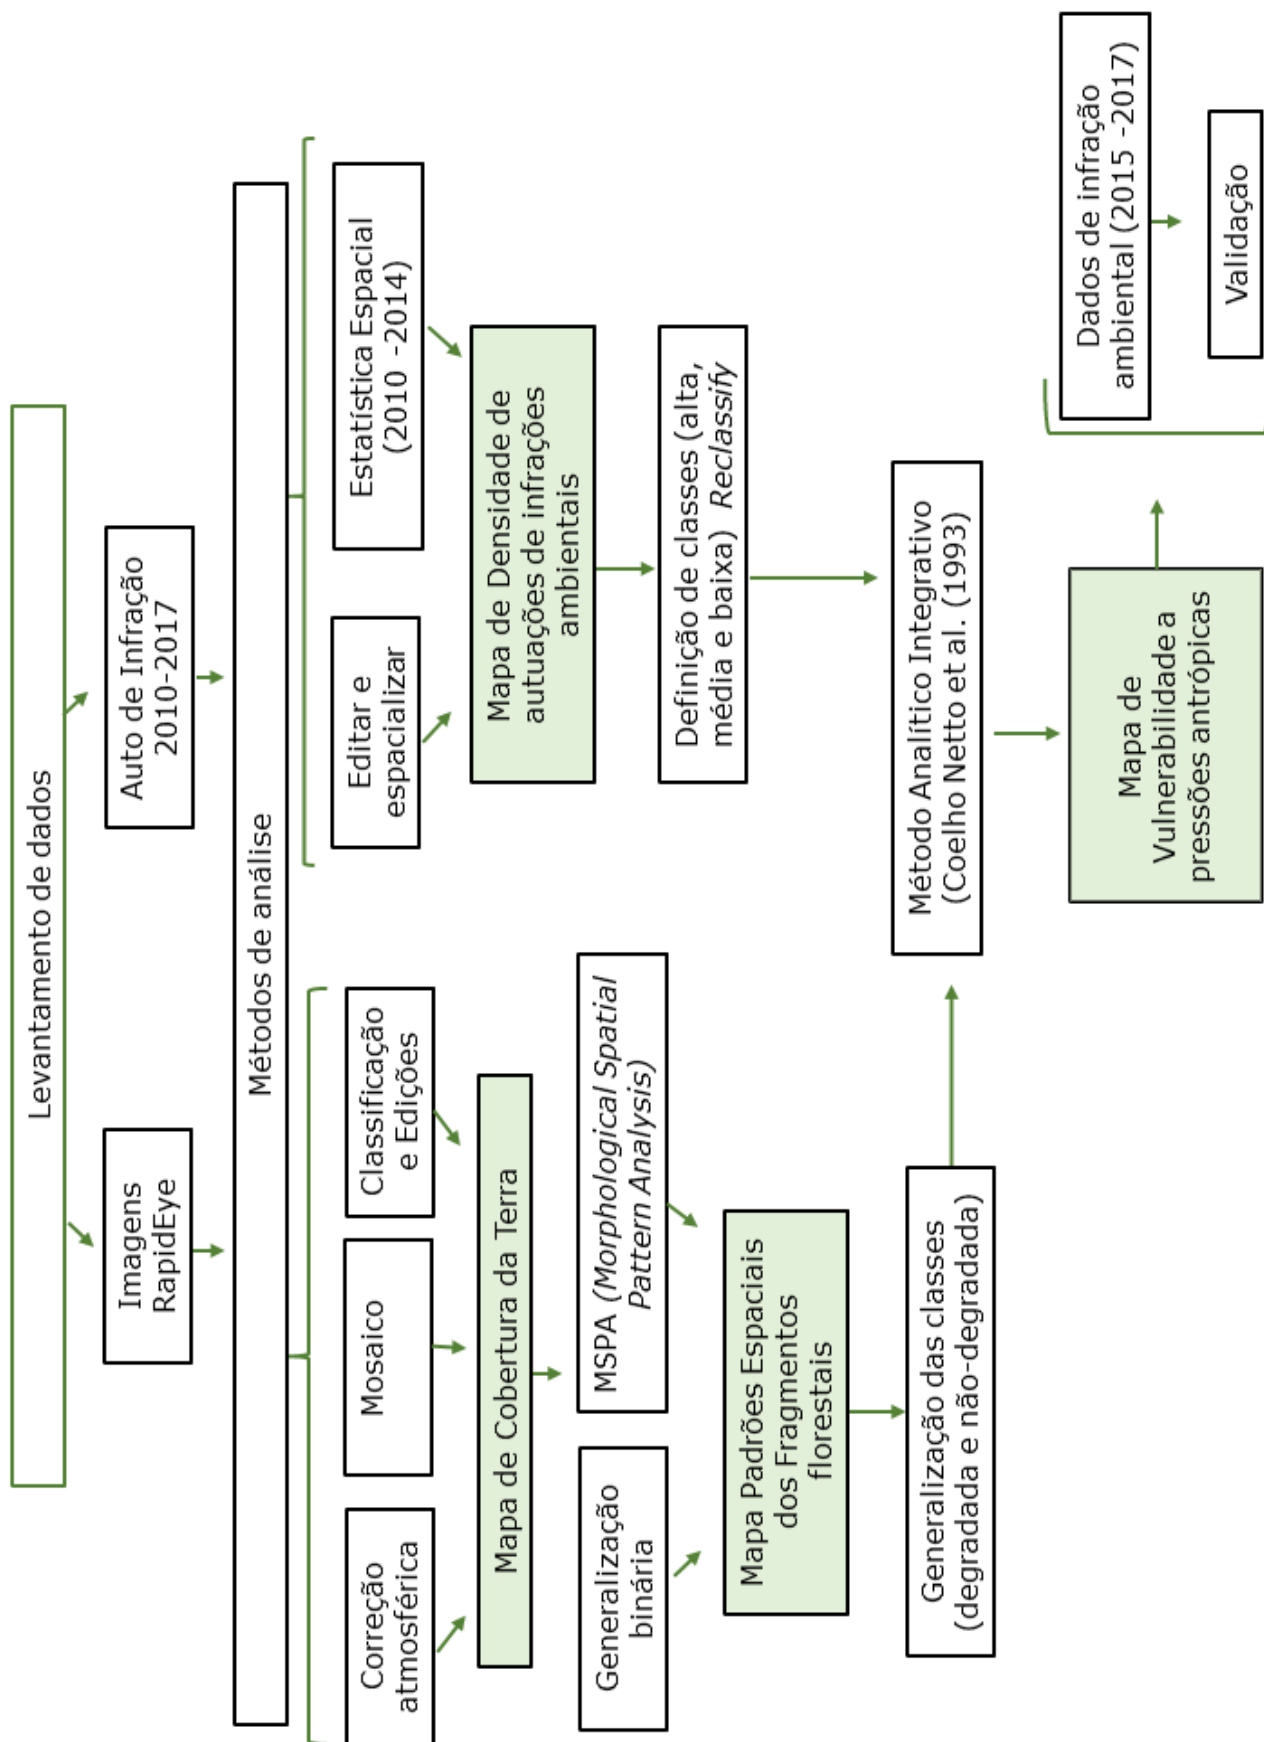 Levantamento de dados
Imagens
RapidEye
Auto de Infração
2010-2017
Métodos de análise
Correção
atmosférica
Mosaico
Classificação
e Edições
Editar e
espacializar
Estatística Espacial
(2010 -2014)
Mapa de Cobertura da Terra
Mapa de Densidade de
autuações de infrações
ambientais
Generalização
binária
MSPA (Morphological Spatial
Pattern Analysis)
Definição de classes (alta,
média e baixa) Reclassify
Mapa Padrões Espaciais
dos Fragmentos
florestais
Generalização das classes
(degradada e não-degradada)
Método Analítico Integrativo
(Coelho Netto et al. (1993)
Mapa de
Vulnerabilidade a
pressões antrópicas
Dados de infração
ambiental (2015 -2017)
Validação